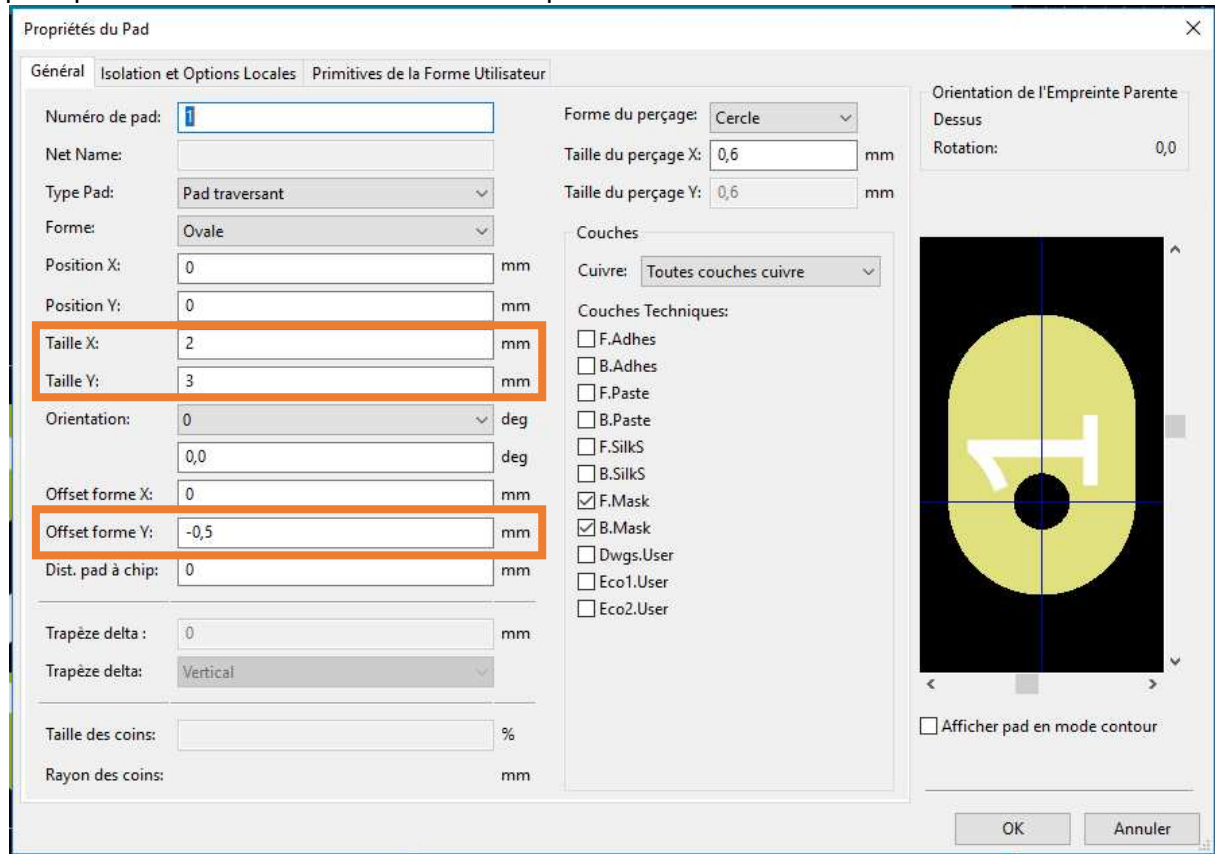 Propriétés du Pad
Général Isolation et Options Locales Primitives de la Forme Utilisateur
Numéro de pad: 1
Net Name:
Type Pad: Pad traversant
Forme: Ovale
Position X: 0 mm
Position Y: 0 mm
Taille X: 2 mm
Taille Y: 3 mm
Orientation: 0 deg
0,0 deg
Offset forme X: 0 mm
Offset forme Y: -0,5 mm
Dist. pad à chip: 0 mm
Trapèze delta : 0 mm
Trapèze delta: Vertical
Taille des coins: %
Rayon des coins: mm
Forme du perçage: Cercle
Taille du perçage X: 0,6 mm
Taille du perçage Y: 0,6 mm
Couches
Cuivre: Toutes couches cuivre
Couches Techniques:
F.Adhes
B.Adhes
F.Paste
B.Paste
F.SilkS
B.SilkS
F.Mask
B.Mask
Dwgs.User
Eco1.User
Eco2.User
Orientation de l'Empreinte Parente
Dessus
Rotation: 0,0
1
Afficher pad en mode contour
OK Annuler